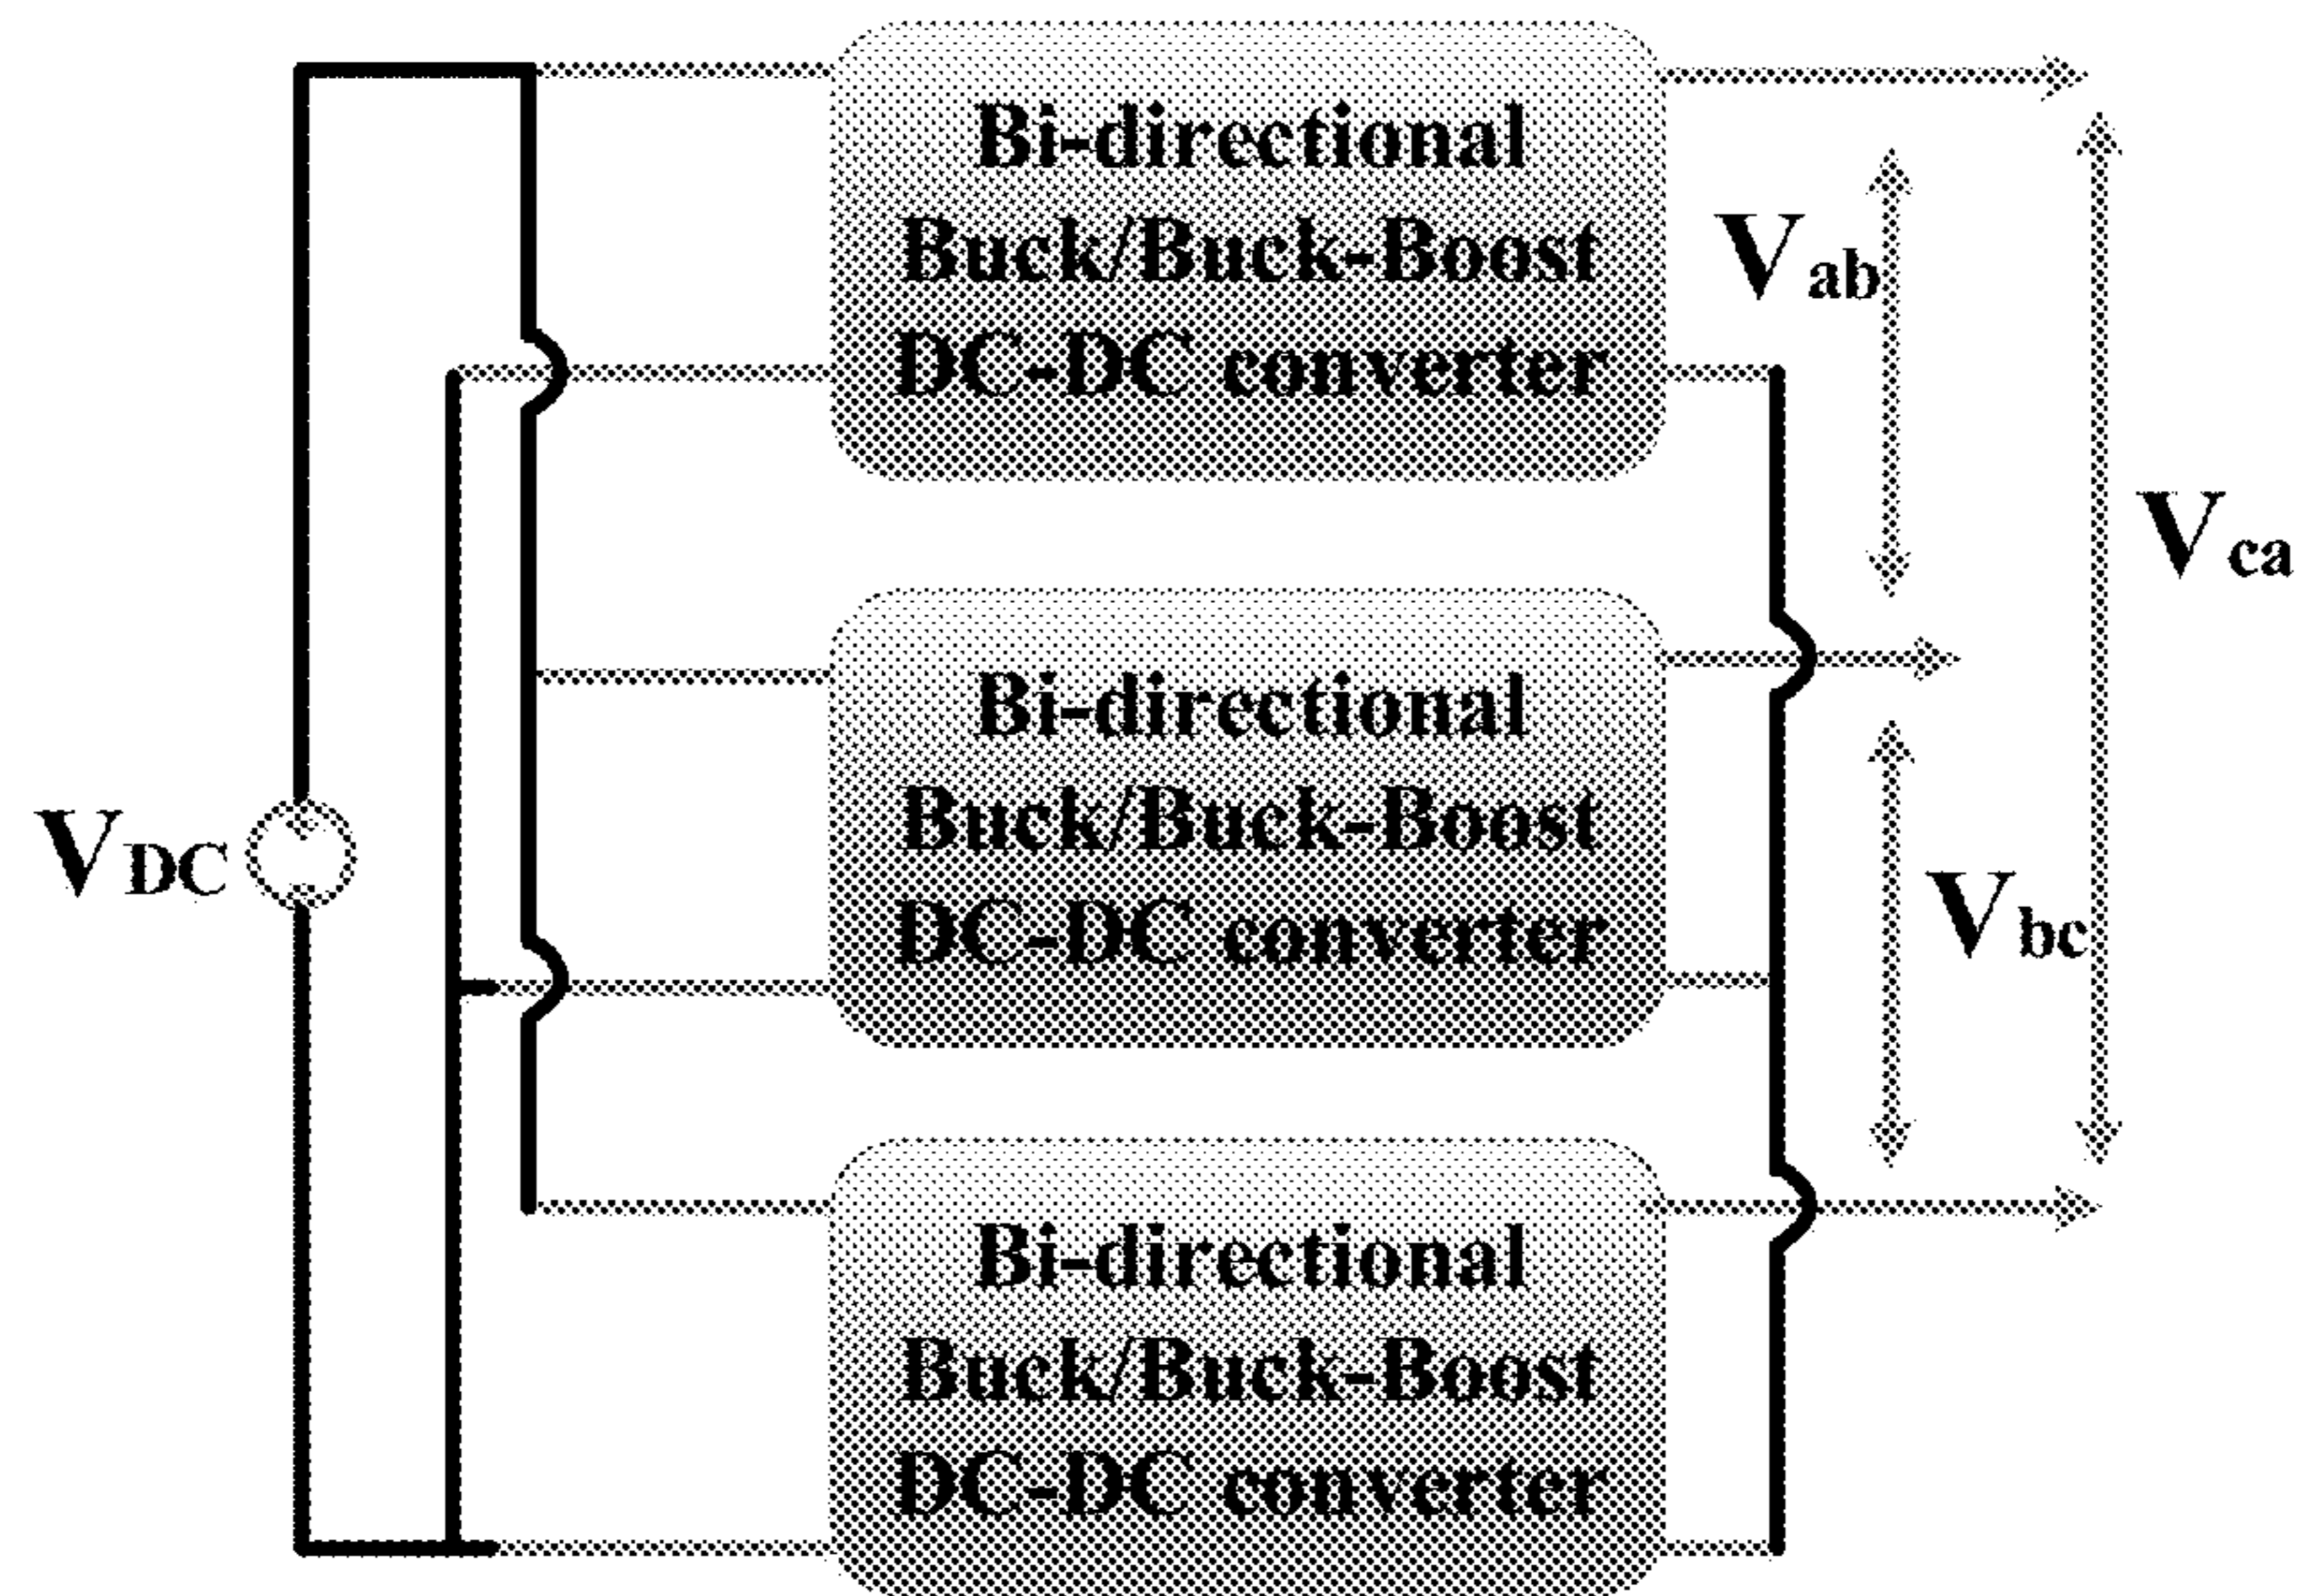 Bi-directional
Buck/Buck-Boost
DC-DC converter
Vab
Vca
Bi-directional
Buck/Buck-Boost
DC-DC converter
VDC
Vbc
Bi-directional
Buck/Buck-Boost
DC-DC converter